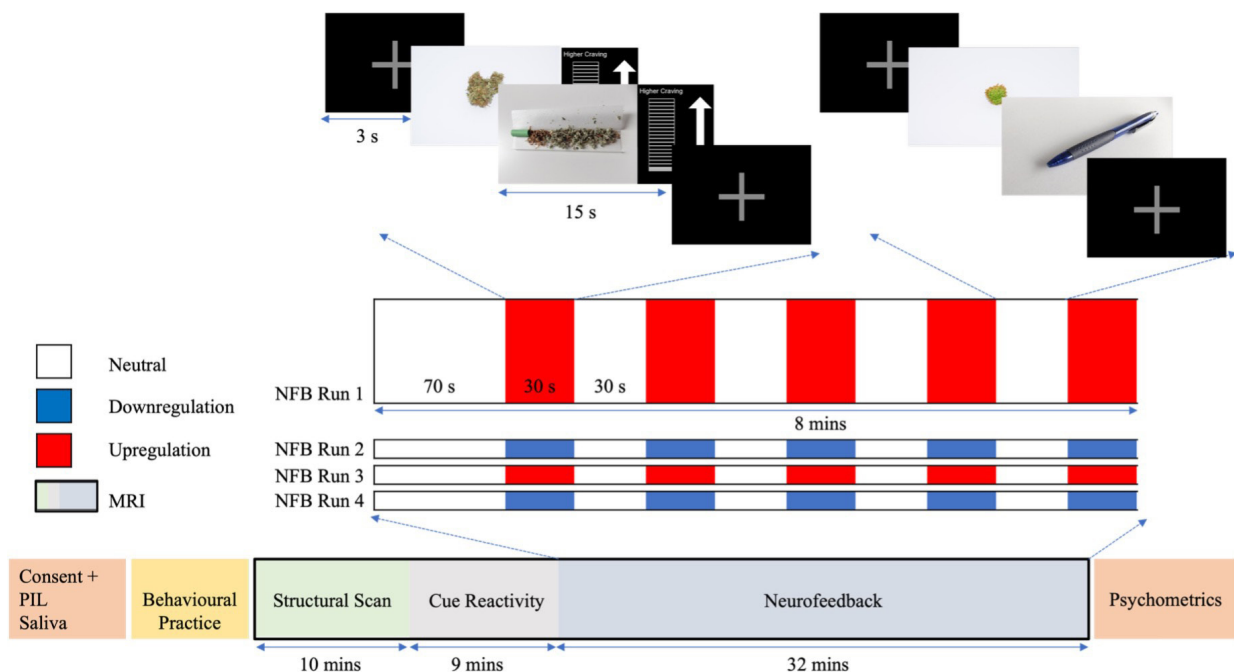 Higher Craving
Higher Craving
3 s
15 s
Neutral
Downregulation
Upregulation
MRI
NFB Run 1
70 s
30 s
30 s
8 mins
NFB Run 2
NFB Run 3
NFB Run 4
Consent +
PIL
Saliva
Behavioural
Practice
Structural Scan
Cue Reactivity
Neurofeedback
Psychometrics
10 mins
9 mins
32 mins